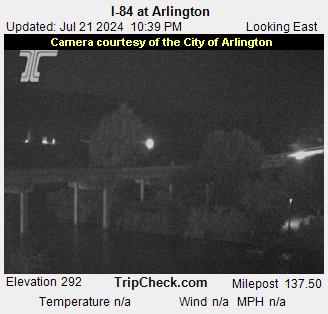 I-84 at Arlington
Updated: Jul 21 2024 10:39 PM Looking East
Camera courtesy of the City of Arlington
Elevation 292 TripCheck.com Milepost 137.50
Temperature n/a Wind n/a MPH n/a